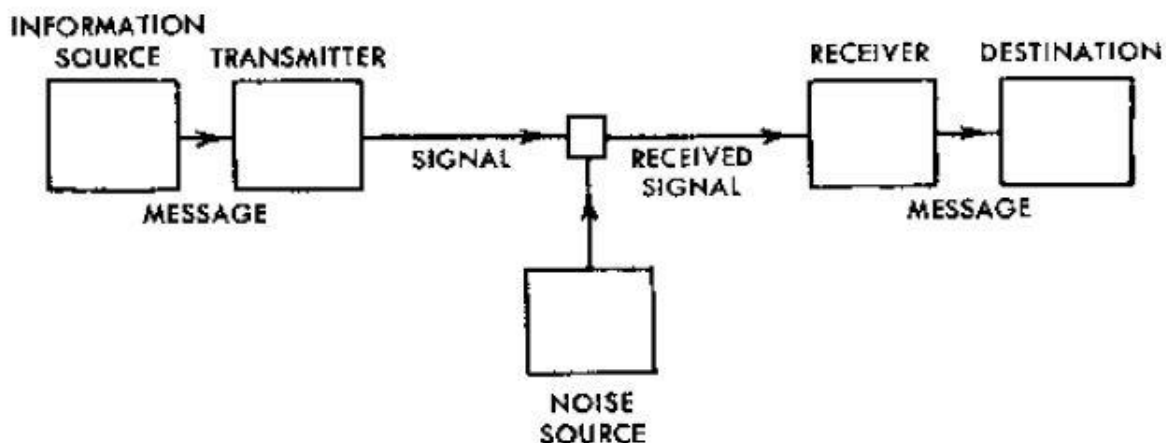 INFORMATION
SOURCE
TRANSMITTER
RECEIVER
DESTINATION
SIGNAL
RECEIVED
SIGNAL
MESSAGE
MESSAGE
NOISE
SOURCE